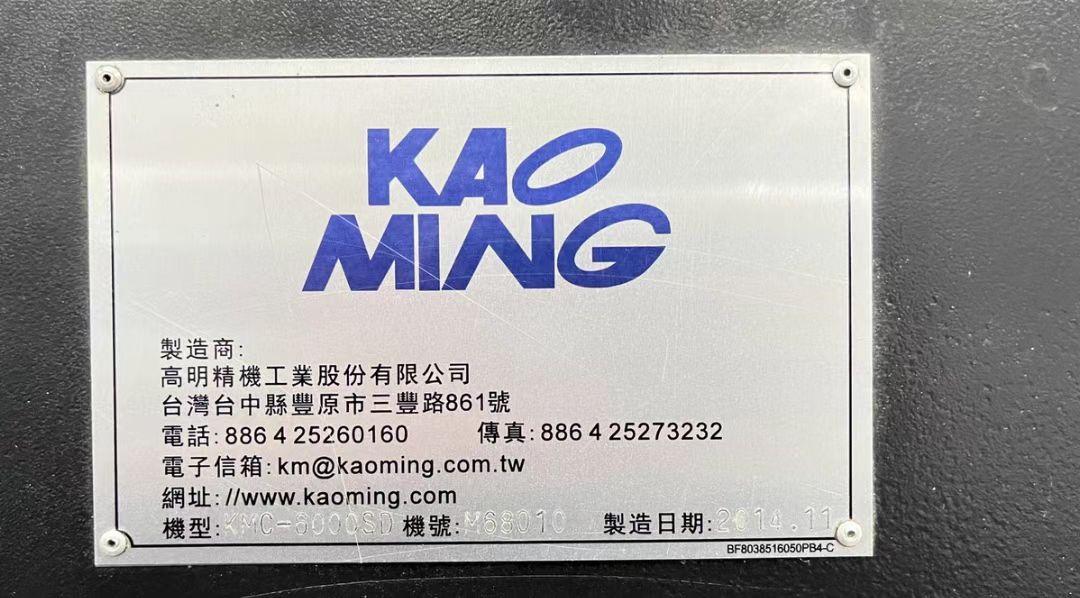 KAO
MING
製造商:
高明精機工業股份有限公司
台灣台中縣豐原市三豐路861號
電話:886 4 25260160 傳真:886 4 25273232
電子信箱:km@kaoming.com.tw
網址://www.kaoming.com
機型:KMC-6000SD 機號:M68010 製造日期:2014.11
BF8038516050PB4-C